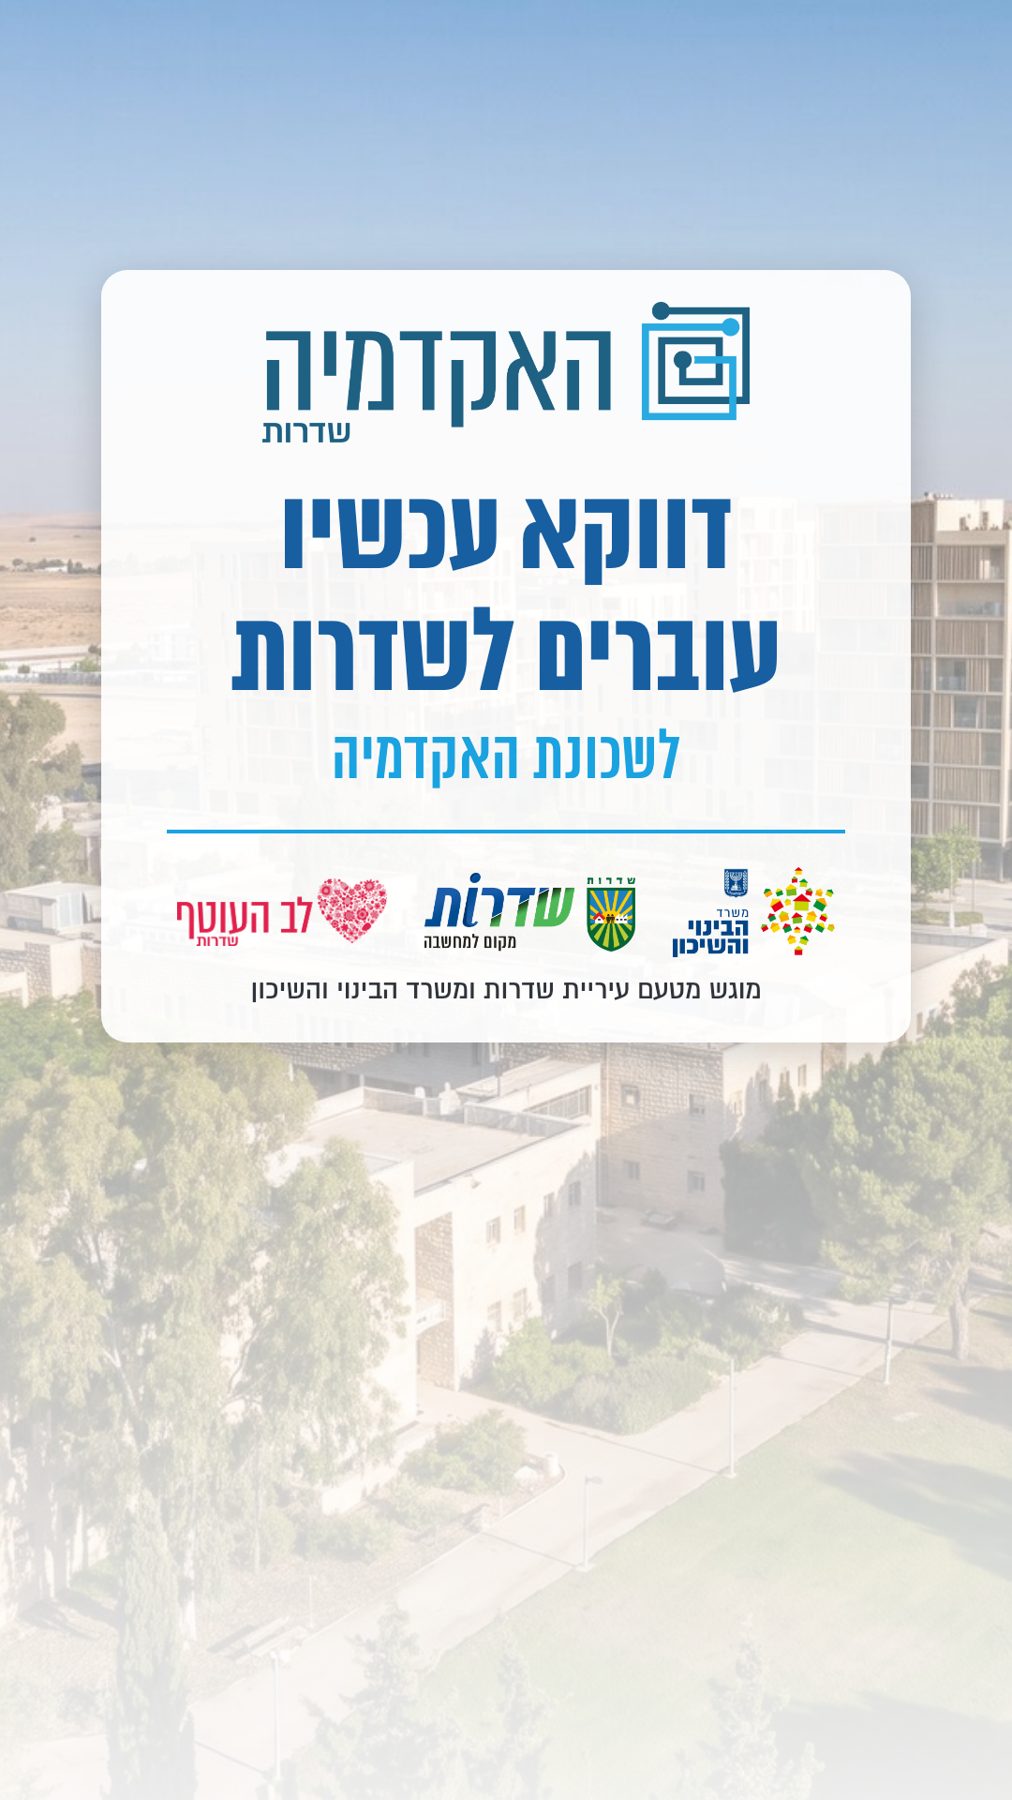 האקדמיה
שדרות
דווקא עכשיו
עוברים לשדרות
לשכונת האקדמיה
משרד
הבינוי
והשיכון
שדרות
שדרות
מקום למחשבה
לב העוטף
שדרות
מוגש מטעם עיריית שדרות ומשרד הבינוי והשיכון